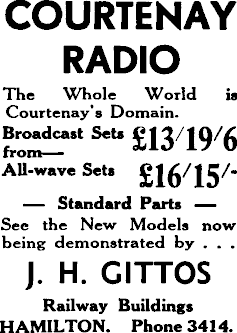 COURTENAY
RADIO
The Whole World is
Courtenay's Domain.
Broadcast Sets £13/19/6
from—
All-wave Sets £16/15/-
— Standard Parts —
See the New Models now
being demonstrated by . . .
J. H. GITTOS
Railway Buildings
HAMILTON. Phone 3414.